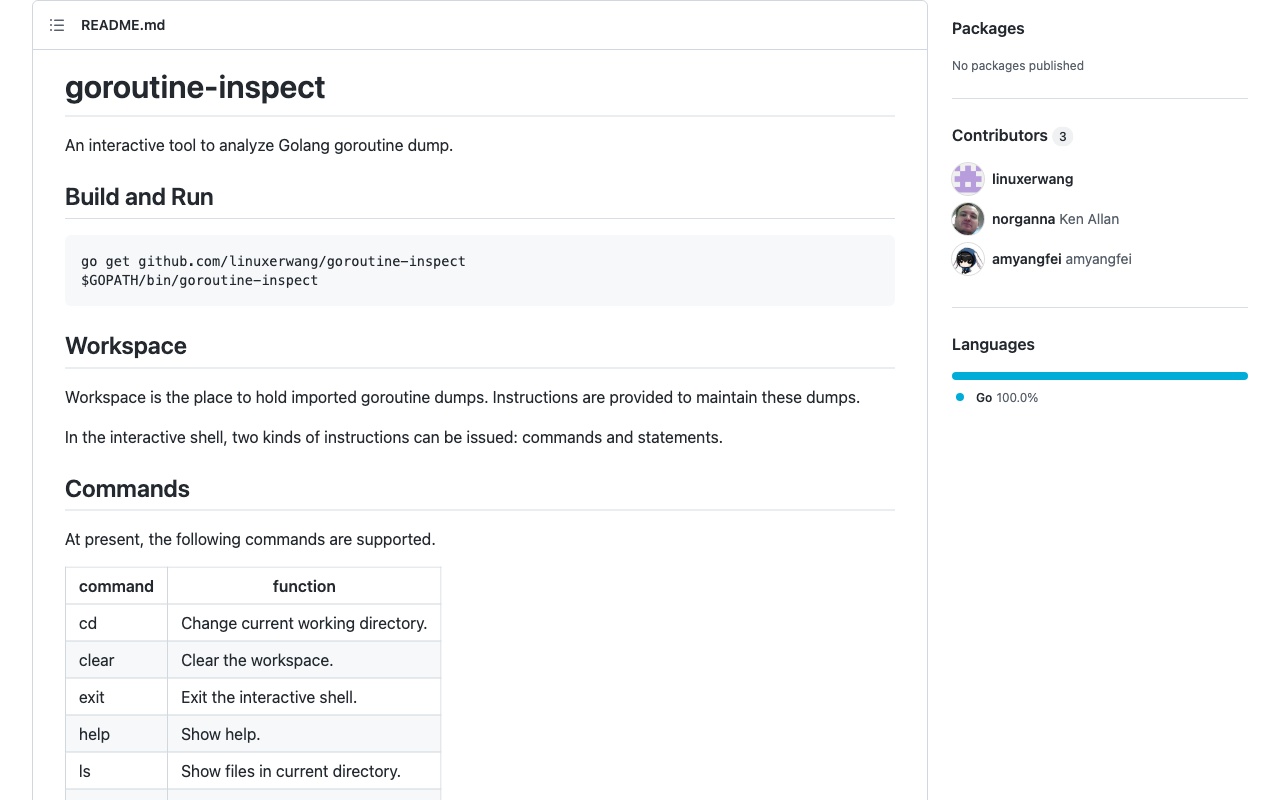 README.md
goroutine-inspect
An interactive tool to analyze Golang goroutine dump.
Build and Run
go get github.com/linuxerwang/goroutine-inspect
$GOPATH/bin/goroutine-inspect
Workspace
Workspace is the place to hold imported goroutine dumps. Instructions are provided to maintain these dumps.
In the interactive shell, two kinds of instructions can be issued: commands and statements.
Commands
At present, the following commands are supported.
command function
cd Change current working directory.
clear Clear the workspace.
exit Exit the interactive shell.
help Show help.
ls Show files in current directory.
Packages
No packages published
Contributors 3
linuxerwang
norganna Ken Allan
amyangfei amyangfei
Languages
Go 100.0%